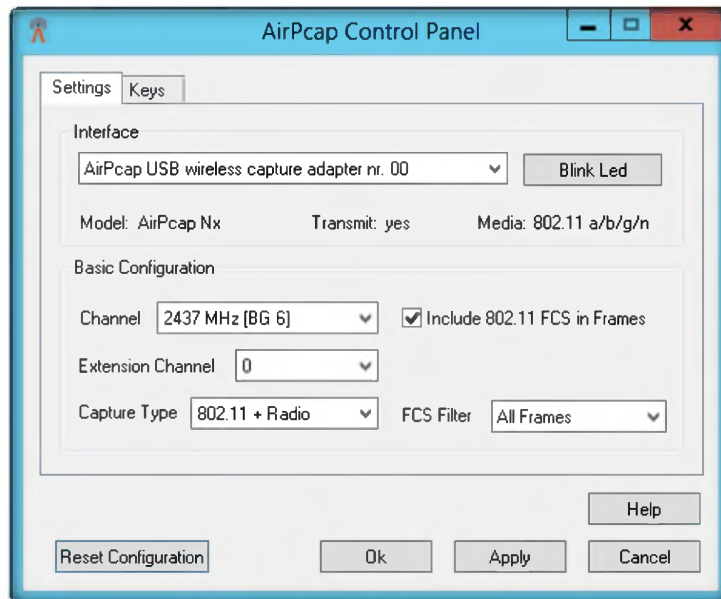 AirPcap Control Panel
Settings Keys
Interface
AirPcap USB wireless capture adapter nr. 00 Blink Led
Model: AirPcap Nx Transmit: yes Media: 802.11 a/b/g/n
Basic Configuration
Channel 2437 MHz [BG 6] Include 802.11 FCS in Frames
Extension Channel 0
Capture Type 802.11 + Radio FCS Filter All Frames
Help
Reset Configuration Ok Apply Cancel